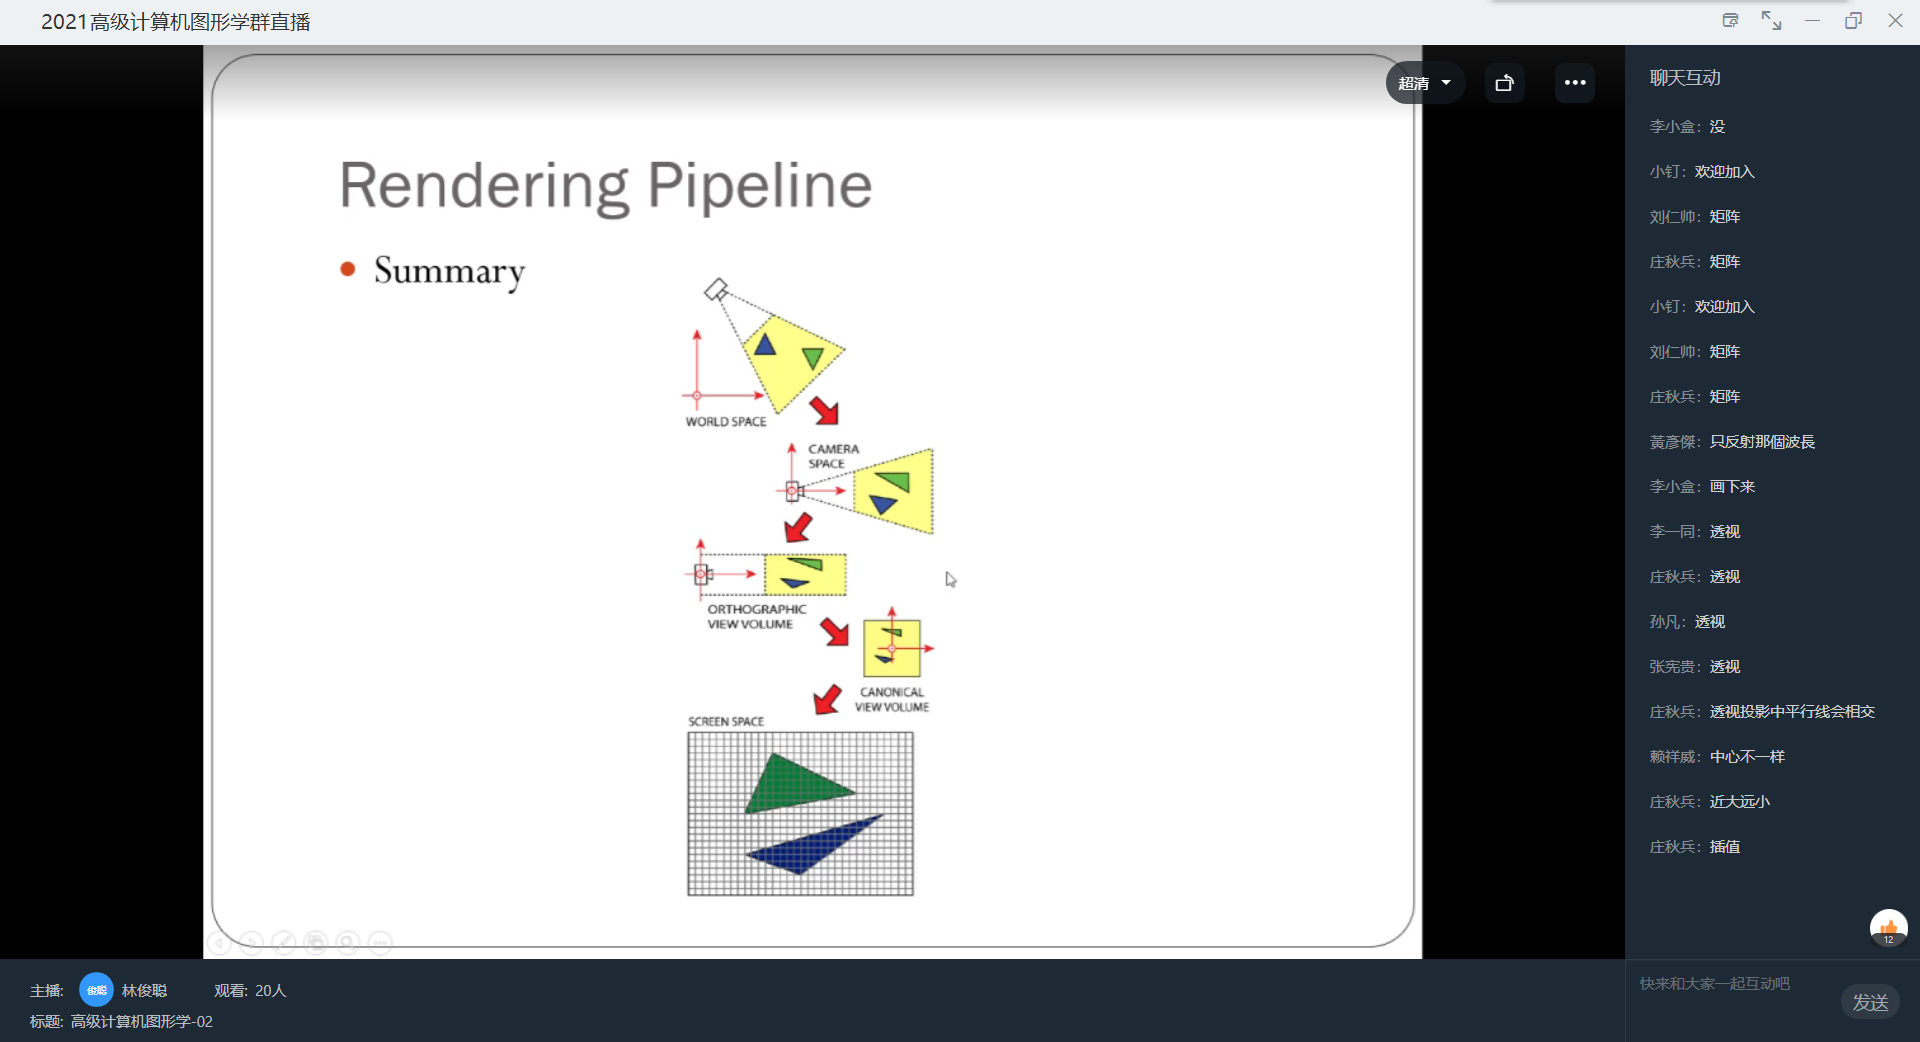 2021高级计算机图形学群直播
超清
Rendering Pipeline
Summary
WORLD SPACE
CAMERA
SPACE
ORTHOGRAPHIC
VIEW VOLUME
CANONICAL
VIEW VOLUME
SCREEN SPACE
聊天互动
李小盒：没
小钉：欢迎加入
刘仁帅：矩阵
庄秋兵：矩阵
小钉：欢迎加入
刘仁帅：矩阵
庄秋兵：矩阵
黃彥傑：只反射那個波長
李小盒：画下来
李一同：透视
庄秋兵：透视
孙凡：透视
张宪贵：透视
庄秋兵：透视投影中平行线会相交
赖祥威：中心不一样
庄秋兵：近大远小
庄秋兵：插值
12
主播: 俊聪 林俊聪 观看: 20人
标题: 高级计算机图形学-02
快来和大家一起互动吧
发送